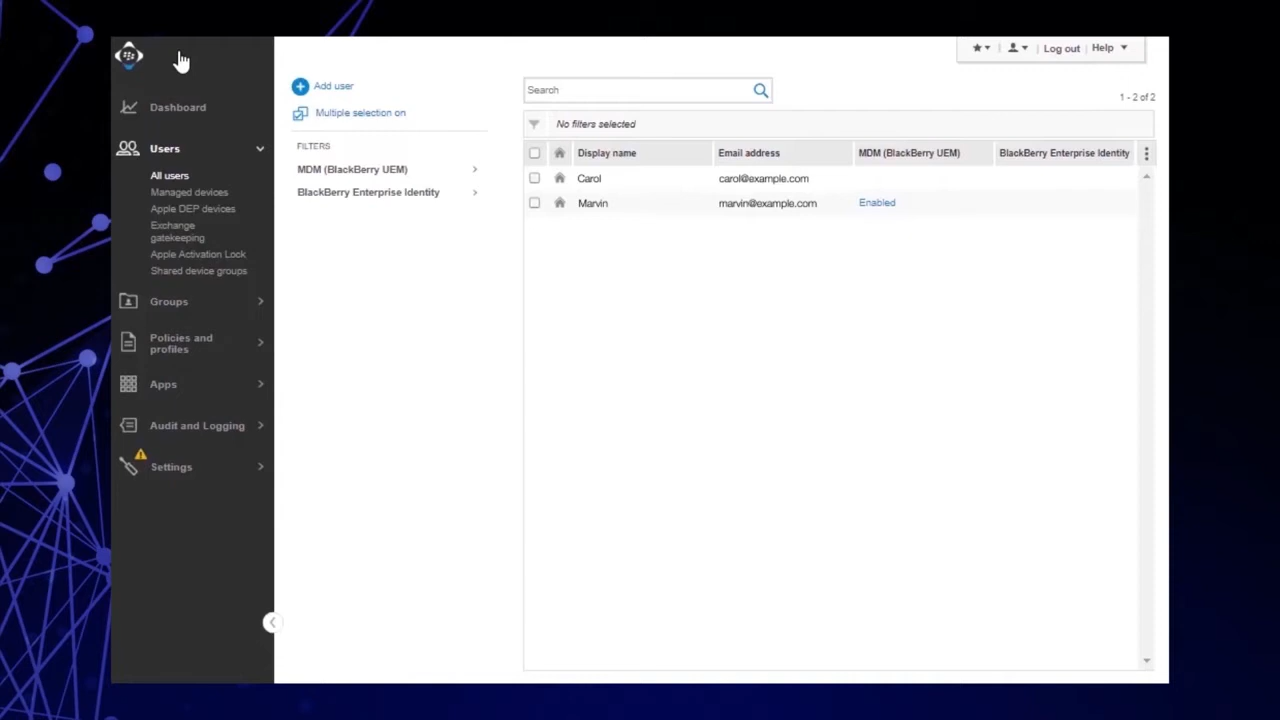 Log out
Help
Dashboard
Users
All users
Managed devices
Apple DEP devices
Exchange
gatekeeping
Apple Activation Lock
Shared device groups
Groups
Policies and
profiles
Apps
Audit and Logging
Settings
Add user
Multiple selection on
FILTERS
MDM (BlackBerry UEM)
BlackBerry Enterprise Identity
Search
1 - 2 of 2
No filters selected
Display name Email address MDM (BlackBerry UEM) BlackBerry Enterprise Identity
Carol carol@example.com
Marvin marvin@example.com Enabled